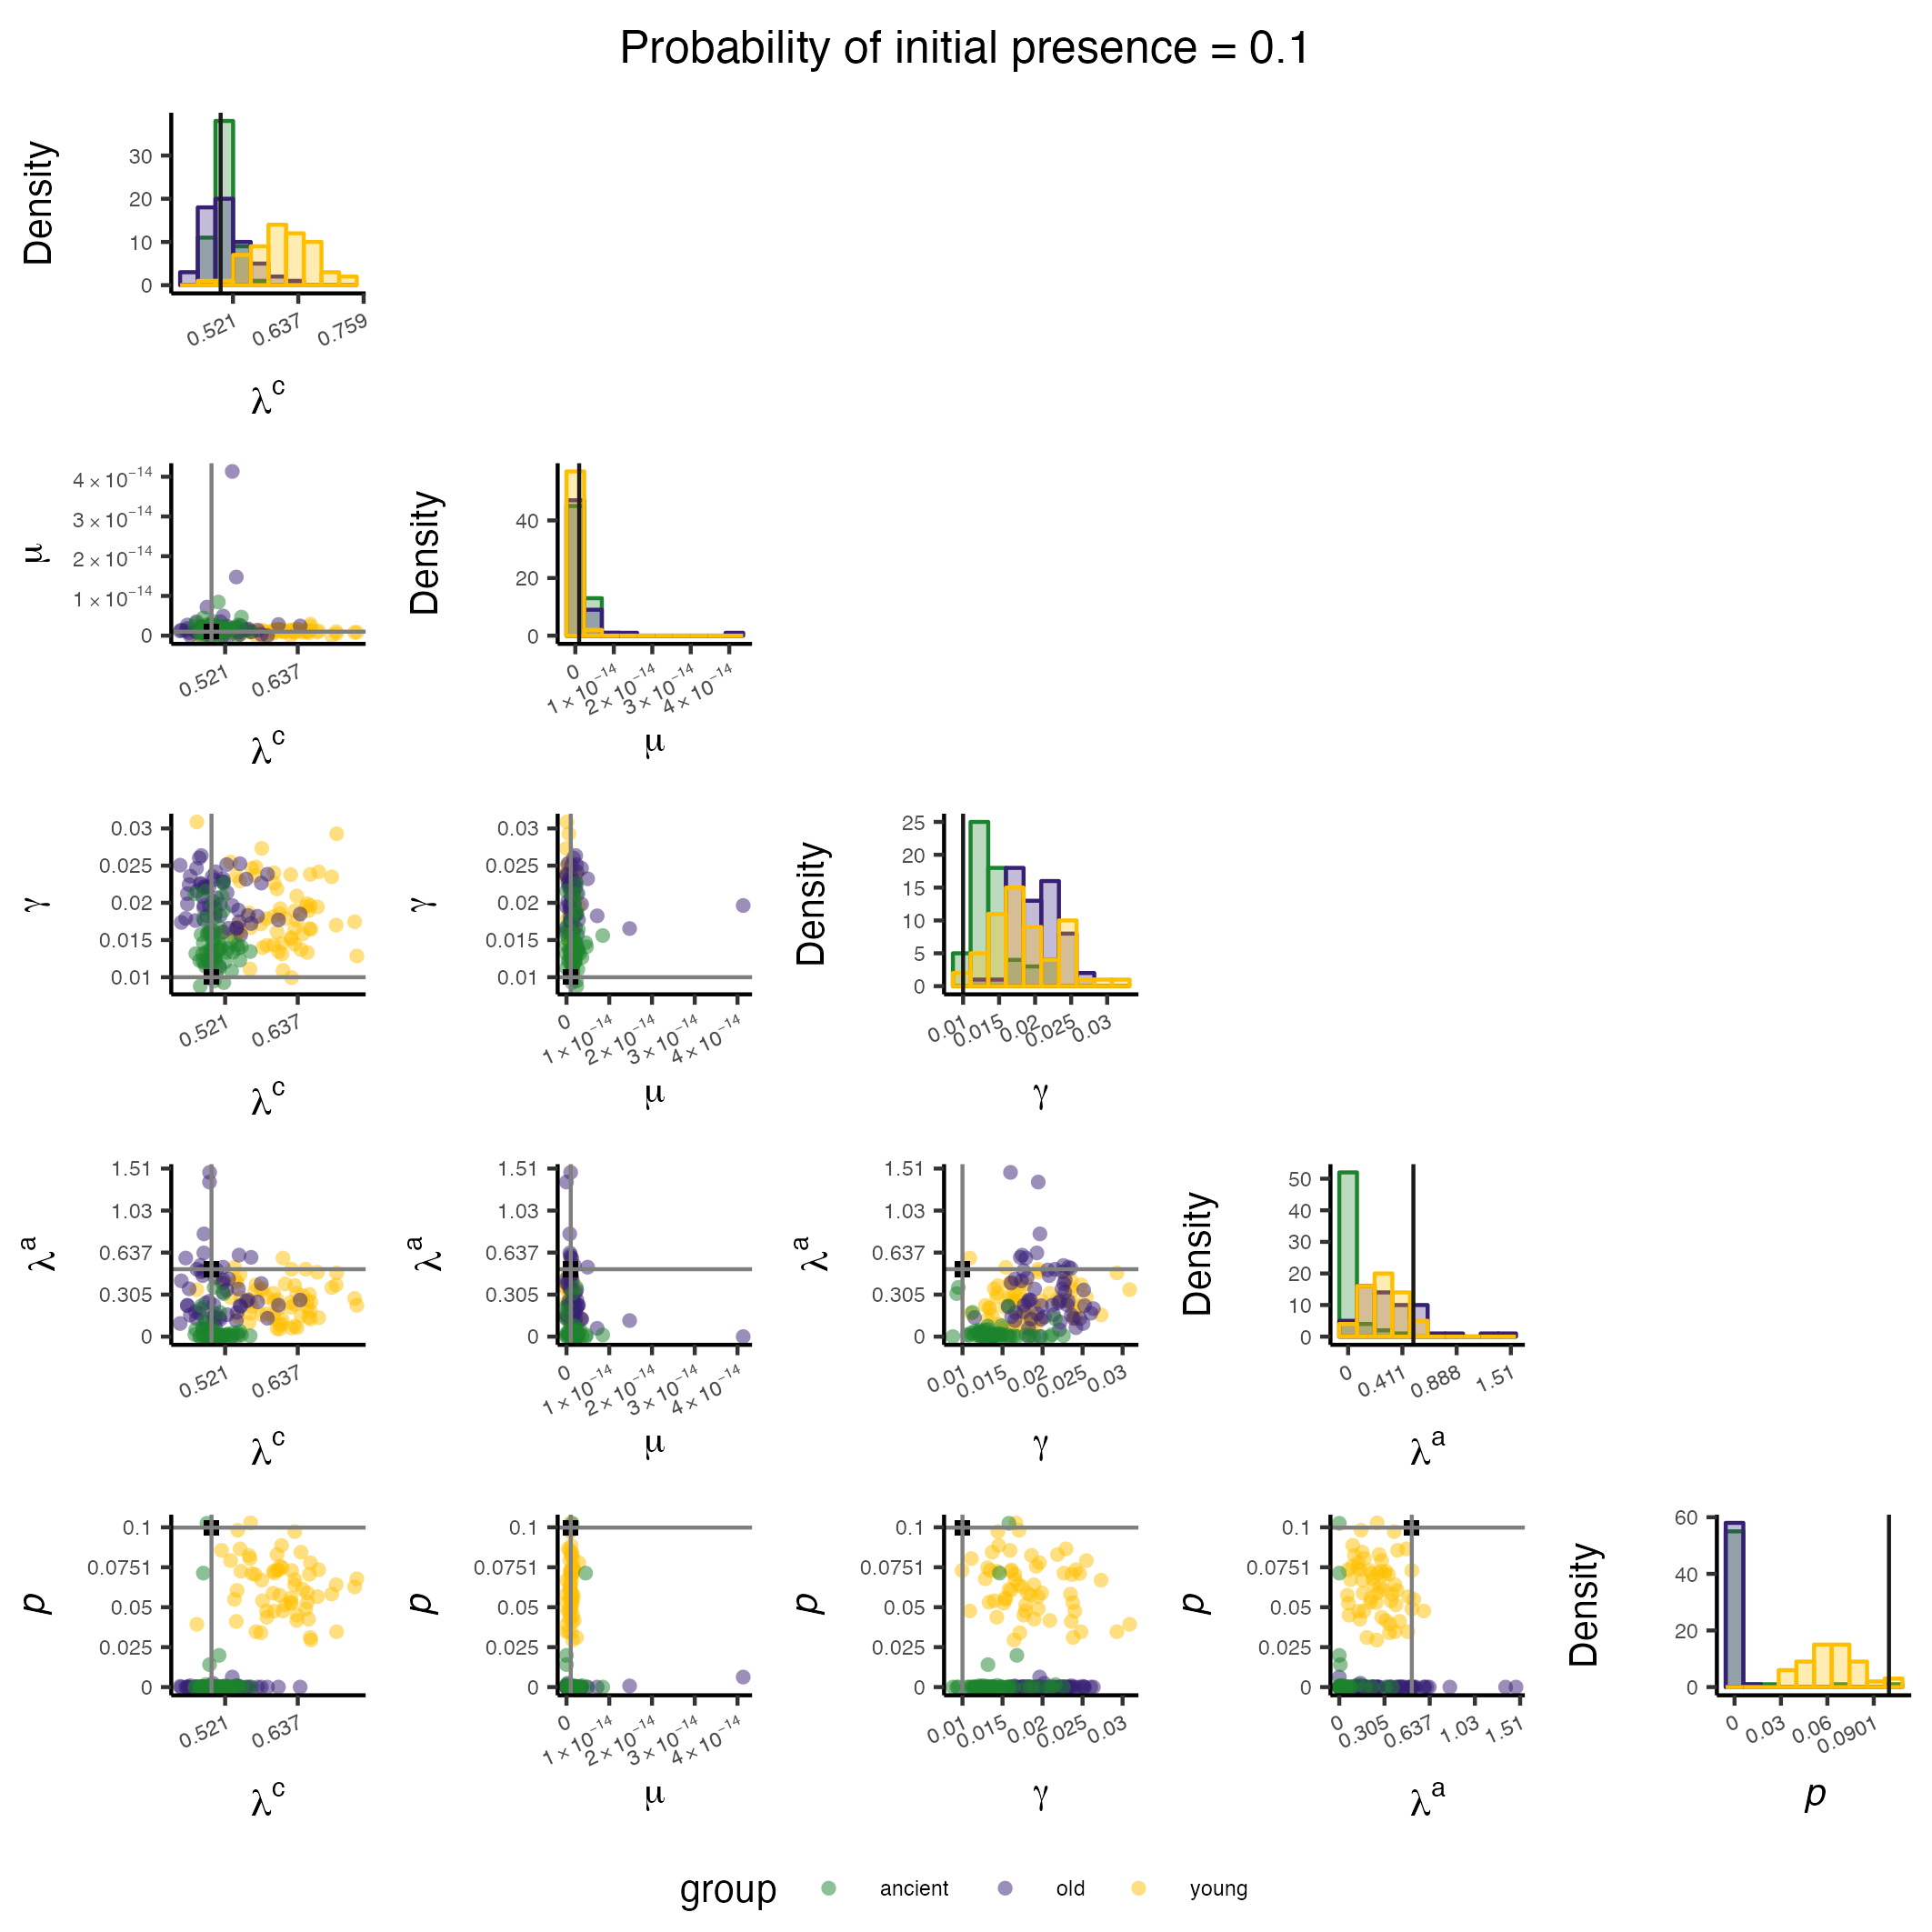 Probability of initial presence = 0.1
Density
30
20
10
0
0.521 0.637 0.759
λc
μ
4 × 10−14
3 × 10−14
2 × 10−14
1 × 10−14
0
0.521 0.637
λc
Density
40
20
0
0 1 × 10−14 2 × 10−14 3 × 10−14 4 × 10−14
μ
γ
0.03
0.025
0.02
0.015
0.01
0.521 0.637
λc
γ
0.03
0.025
0.02
0.015
0.01
0 1 × 10−14 2 × 10−14 3 × 10−14 4 × 10−14
μ
Density
25
20
15
10
5
0
0.01 0.015 0.02 0.025 0.03
γ
λa
1.51
1.03
0.637
0.305
0
0.521 0.637
λc
λa
1.51
1.03
0.637
0.305
0
0 1 × 10−14 2 × 10−14 3 × 10−14 4 × 10−14
μ
λa
1.51
1.03
0.637
0.305
0
0.01 0.015 0.02 0.025 0.03
γ
Density
50
40
30
20
10
0
0 0.411 0.888 1.51
λa
p
0.1
0.0751
0.05
0.025
0
0.521 0.637
λc
p
0.1
0.0751
0.05
0.025
0
0 1 × 10−14 2 × 10−14 3 × 10−14 4 × 10−14
μ
p
0.1
0.0751
0.05
0.025
0
0.01 0.015 0.02 0.025 0.03
γ
p
0.1
0.0751
0.05
0.025
0
0 0.305 0.637 1.03 1.51
λa
Density
60
40
20
0
0 0.03 0.06 0.0901
p
group ancient old young